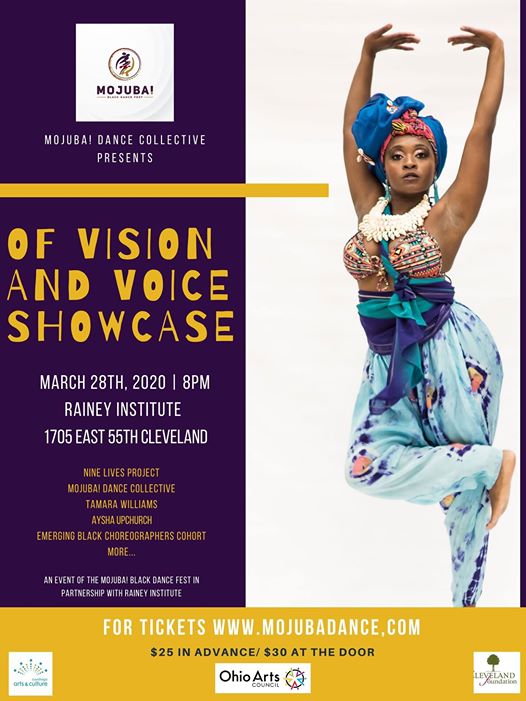 MOJUBA!
BLACK DANCE FEST
MOJUBA! DANCE COLLECTIVE
PRESENTS
OF VISION
AND VOICE
SHOWCASE
MARCH 28TH, 2020 | 8PM
RAINEY INSTITUTE
1705 EAST 55TH CLEVELAND
NINE LIVES PROJECT
MOJUBA! DANCE COLLECTIVE
TAMARA WILLIAMS
AYSHA UPCHURCH
EMERGING BLACK CHOREOGRAPHERS COHORT
MORE...
AN EVENT OF THE MOJUBA! BLACK DANCE FEST IN
PARTNERSHIP WITH RAINEY INSTITUTE
FOR TICKETS WWW.MOJUBADANCE,COM
$25 IN ADVANCE/ $30 AT THE DOOR
cuyahoga
arts & culture
Ohio Arts
COUNCIL
CLEVELAND
Foundation